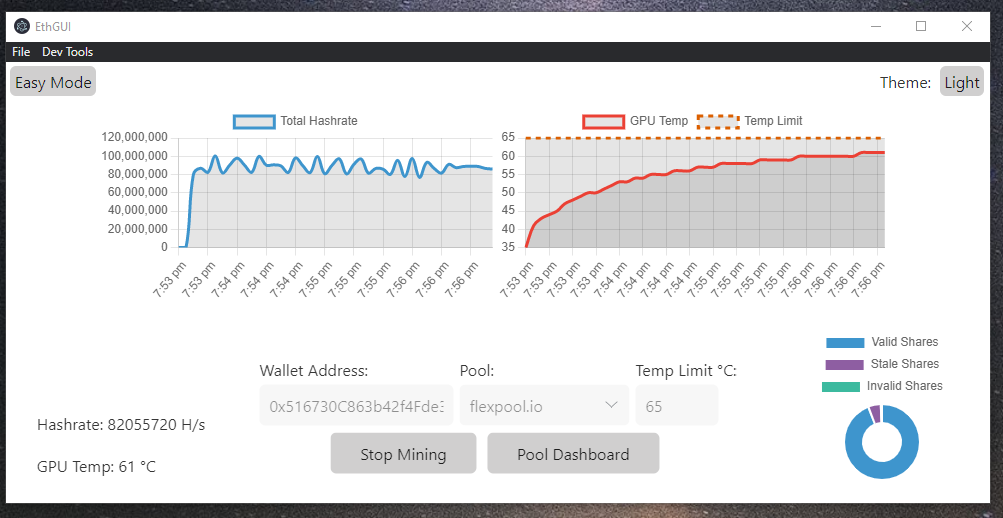 EthGUI
File Dev Tools
Easy Mode
Theme: Light
Total Hashrate
120,000,000
100,000,000
80,000,000
60,000,000
40,000,000
20,000,000
0
7:53 pm 7:53 pm 7:54 pm 7:54 pm 7:54 pm 7:55 pm 7:55 pm 7:55 pm 7:56 pm 7:56 pm 7:56 pm
GPU Temp Temp Limit
65
60
55
50
45
40
35
7:53 pm 7:53 pm 7:53 pm 7:53 pm 7:54 pm 7:54 pm 7:54 pm 7:54 pm 7:55 pm 7:55 pm 7:55 pm 7:55 pm 7:56 pm 7:56 pm 7:56 pm 7:56 pm
Valid Shares
Stale Shares
Invalid Shares
Wallet Address: Pool: Temp Limit °C:
0x516730C863b42f4Fde flexpool.io 65
Hashrate: 82055720 H/s
Stop Mining Pool Dashboard
GPU Temp: 61 °C